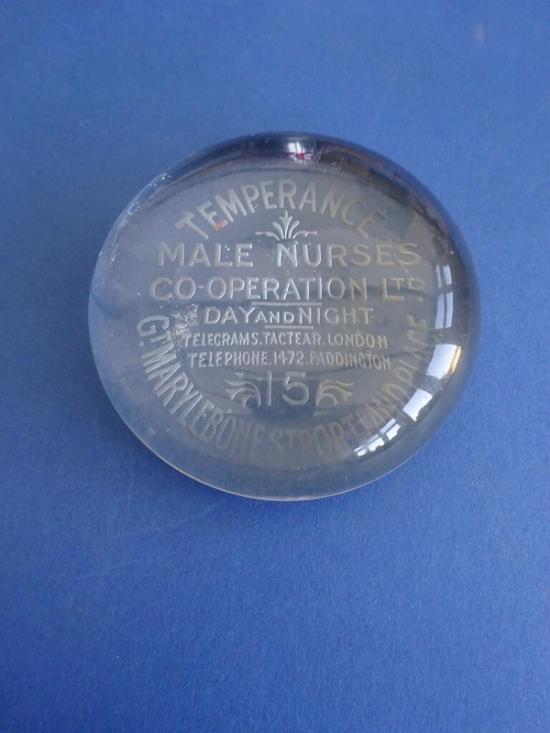 TEMPERANCE
MALE NURSES
CO-OPERATION LTD
DAY AND NIGHT
TELEGRAMS. TACTEAR. LONDON
TELEPHONE. 1472. PADDINGTON
15
GT MARYLEBONE ST PORTLAND PLACE